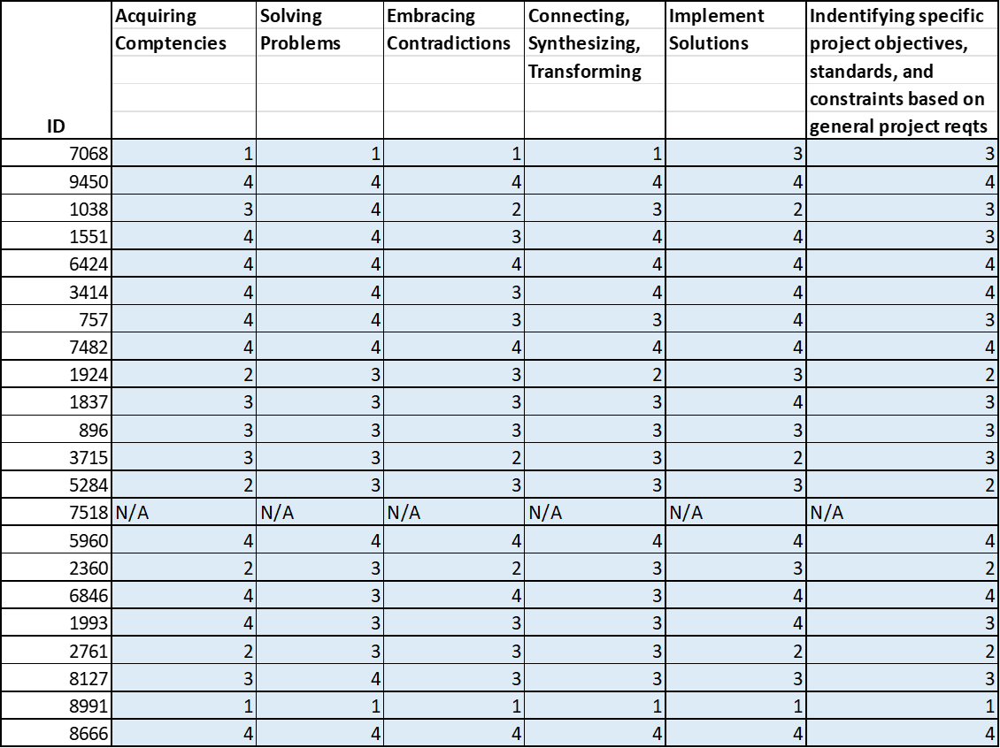 Acquiring Solving Embracing Connecting, Implement Indentifying specific
Comptencies Problems Contradictions Synthesizing, Solutions project objectives,
Transforming standards, and
constraints based on
ID general project reqts
7068 1 1 1 1 3 3
9450 4 4 4 4 4 4
1038 3 4 2 3 2 3
1551 4 4 3 4 4 3
6424 4 4 4 4 4 4
3414 4 4 3 4 4 4
757 4 4 3 3 4 3
7482 4 4 4 4 4 4
1924 2 3 3 2 3 2
1837 3 3 3 3 4 3
896 3 3 3 3 3 3
3715 3 3 2 3 2 3
5284 2 3 3 3 3 2
7518 N/A N/A N/A N/A N/A N/A
5960 4 4 4 4 4 4
2360 2 3 2 3 3 2
6846 4 3 4 3 4 4
1993 4 3 3 3 4 3
2761 2 3 3 3 2 2
8127 3 4 3 3 3 3
8991 1 1 1 1 1 1
8666 4 4 4 4 4 4